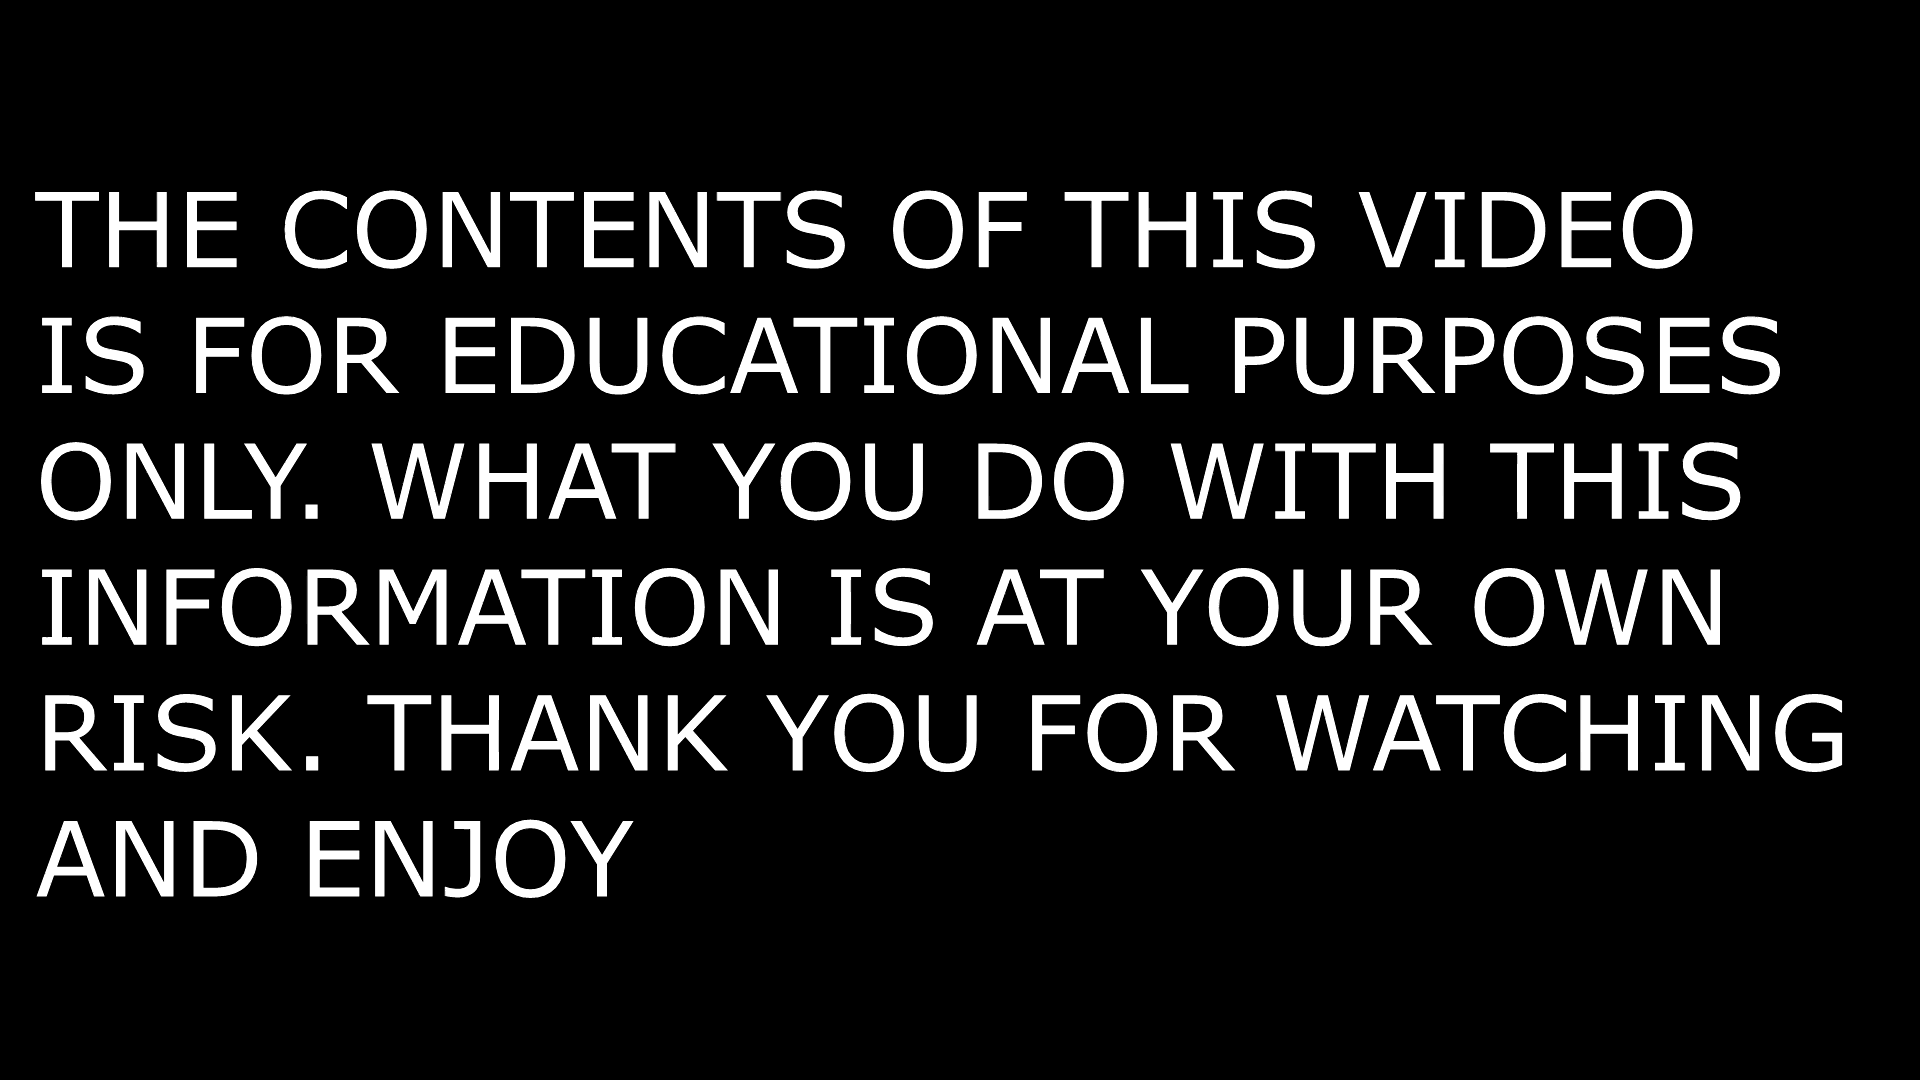 THE CONTENTS OF THIS VIDEO
IS FOR EDUCATIONAL PURPOSES
ONLY. WHAT YOU DO WITH THIS
INFORMATION IS AT YOUR OWN
RISK. THANK YOU FOR WATCHING
AND ENJOY